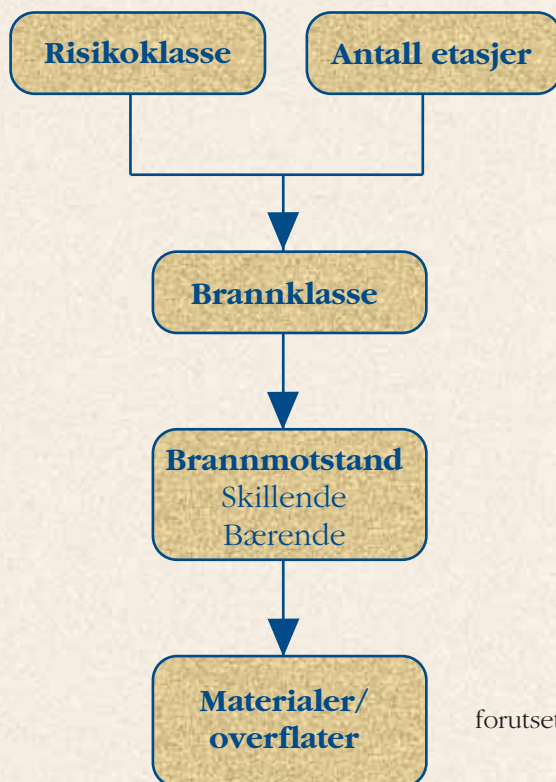 Risikoklasse
Antall etasjer
Brannklasse
Brannmotstand
Skillende
Bærende
Materialer/
overflater